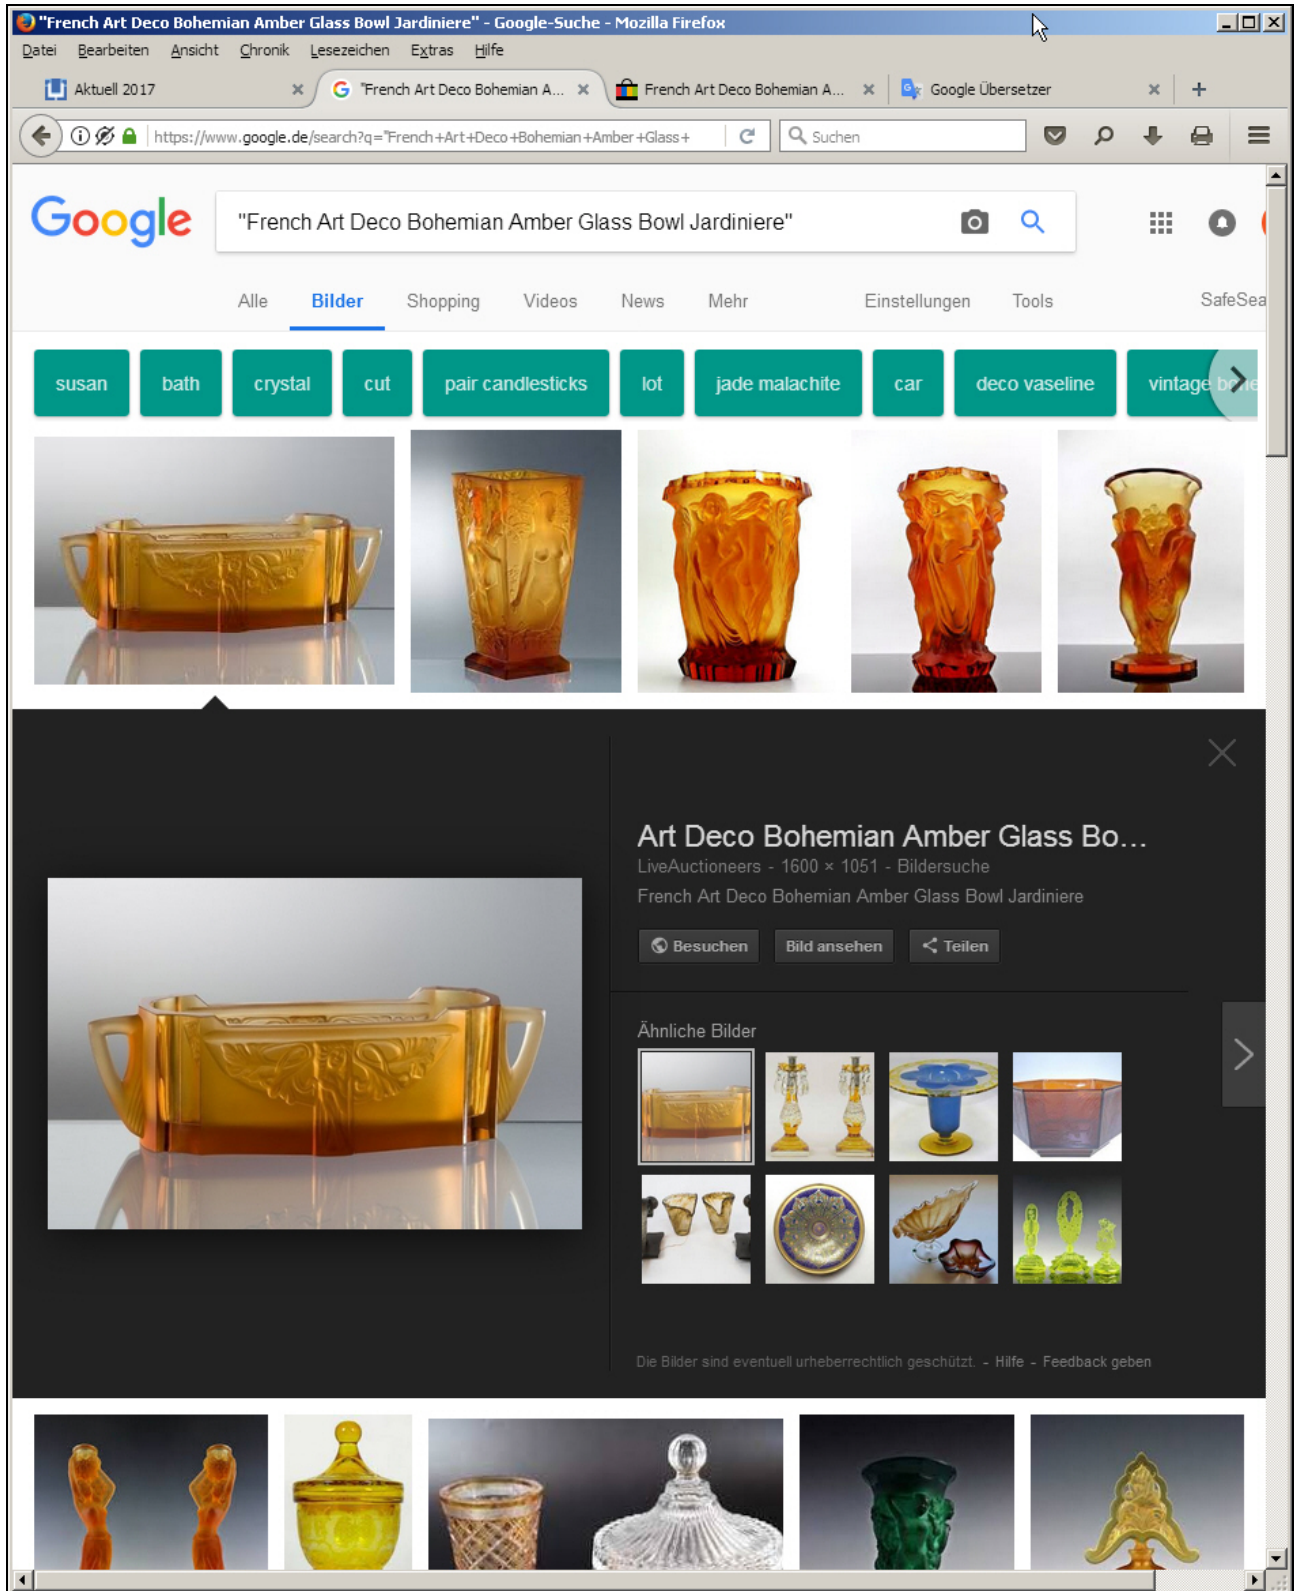 "French Art Deco Bohemian Amber Glass Bowl Jardiniere" - Google-Suche - Mozilla Firefox
Datei Bearbeiten Ansicht Chronik Lesezeichen Extras Hilfe
Aktuell 2017 "French Art Deco Bohemian A... French Art Deco Bohemian A... Google Übersetzer
https://www.google.de/search?q="French+Art+Deco+Bohemian+Amber+Glass+ Suchen
Google "French Art Deco Bohemian Amber Glass Bowl Jardiniere"
Alle Bilder Shopping Videos News Mehr Einstellungen Tools SafeSea
susan bath crystal cut pair candlesticks lot jade malachite car deco vaseline vintage
Art Deco Bohemian Amber Glass Bo...
LiveAuctioneers - 1600 × 1051 - Bildersuche
French Art Deco Bohemian Amber Glass Bowl Jardiniere
Besuchen Bild ansehen Teilen
Ähnliche Bilder
Die Bilder sind eventuell urheberrechtlich geschützt. - Hilfe - Feedback geben